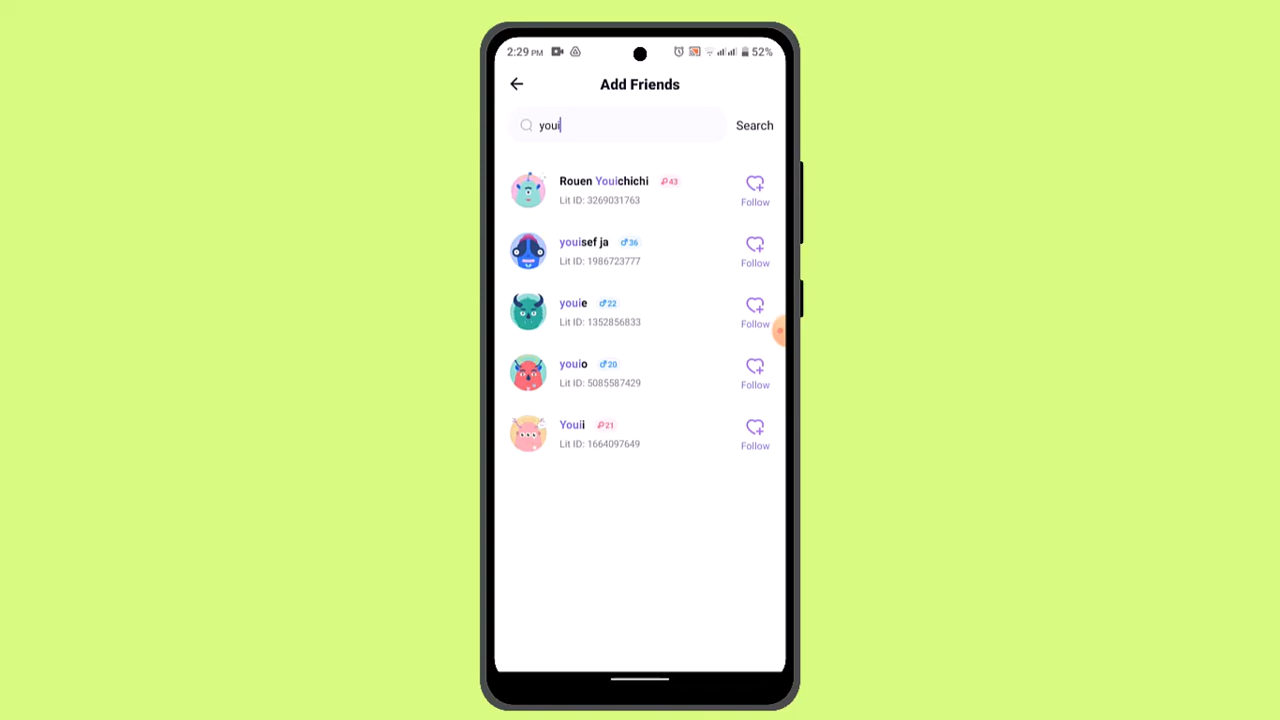 2:29 PM 52%
Add Friends
youi Search
Rouen Youichichi 43
Lit ID: 3269031763
Follow
youisef ja 36
Lit ID: 1986723777
Follow
youie 22
Lit ID: 1352856833
Follow
youio 20
Lit ID: 5085587429
Follow
Youii 21
Lit ID: 1664097649
Follow